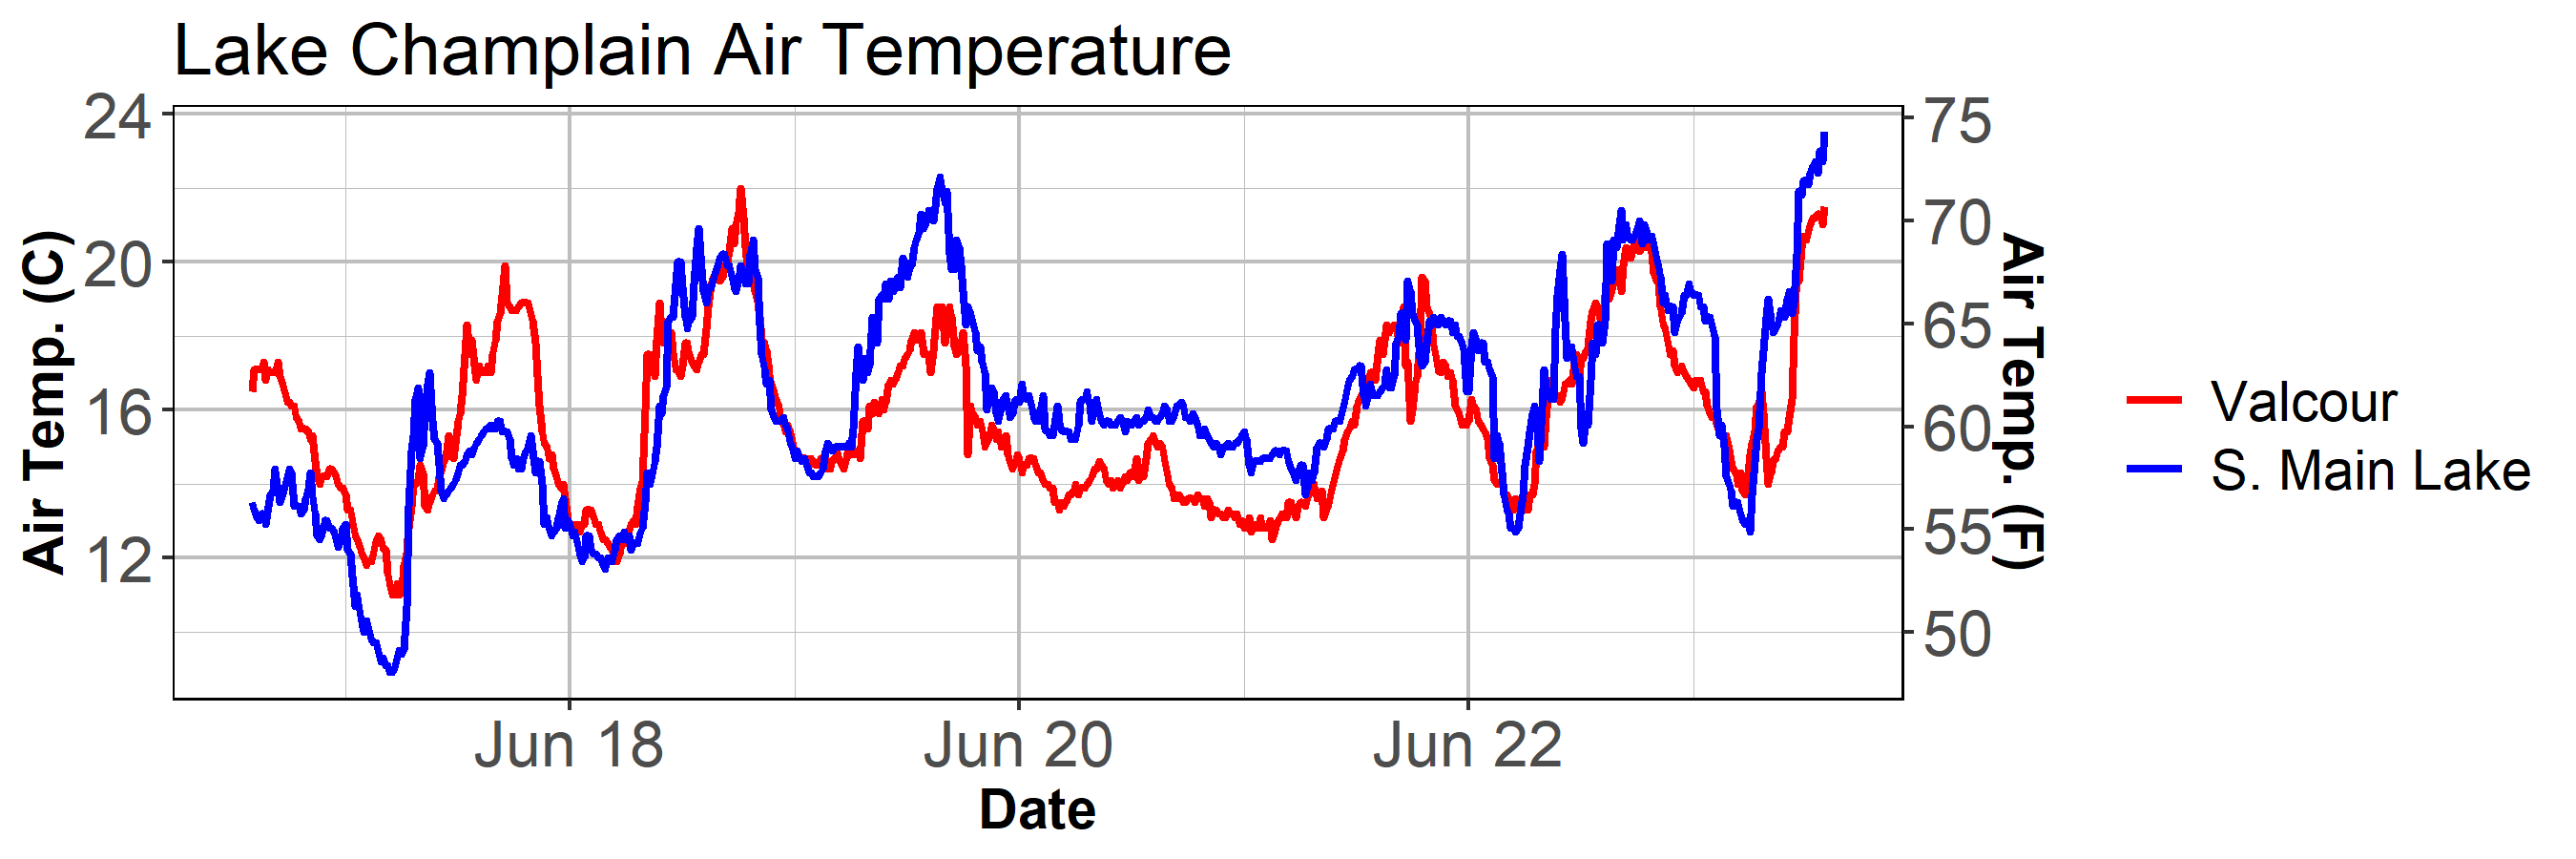 Lake Champlain Air Temperature
Air Temp. (C)
24
20
16
12
75
70
65
60
55
50
Air Temp. (F)
Jun 18
Jun 20
Jun 22
Date
Valcour
S. Main Lake